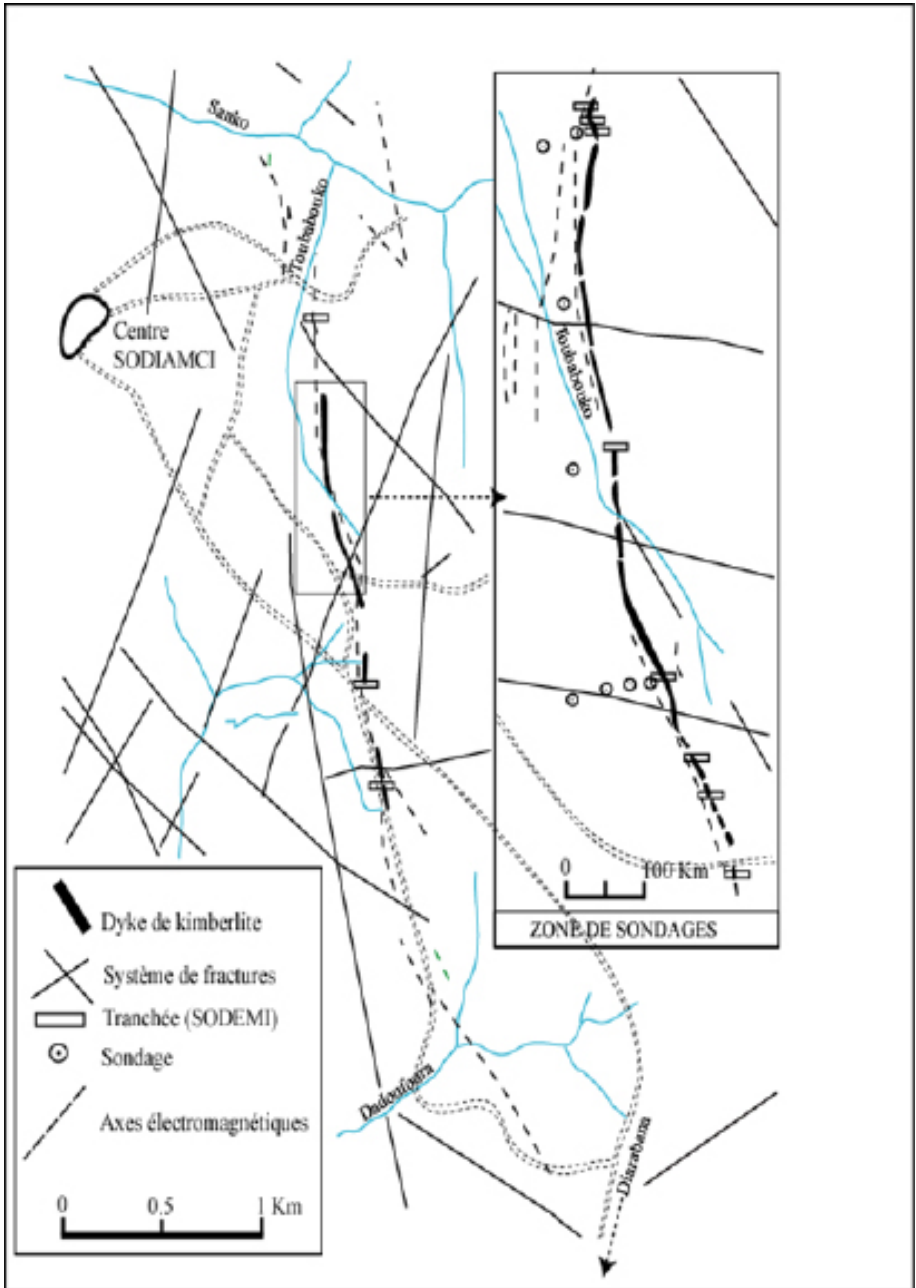 Sanko
Toubabouko
Centre
SODIAMCI
Toubabouko
0 100 Km
ZONE DE SONDAGES
Dyke de kimberlite
Système de fractures
Tranchée (SODEMI)
Sondage
Axes électromagnétiques
0 0.5 1 Km
Diarabana